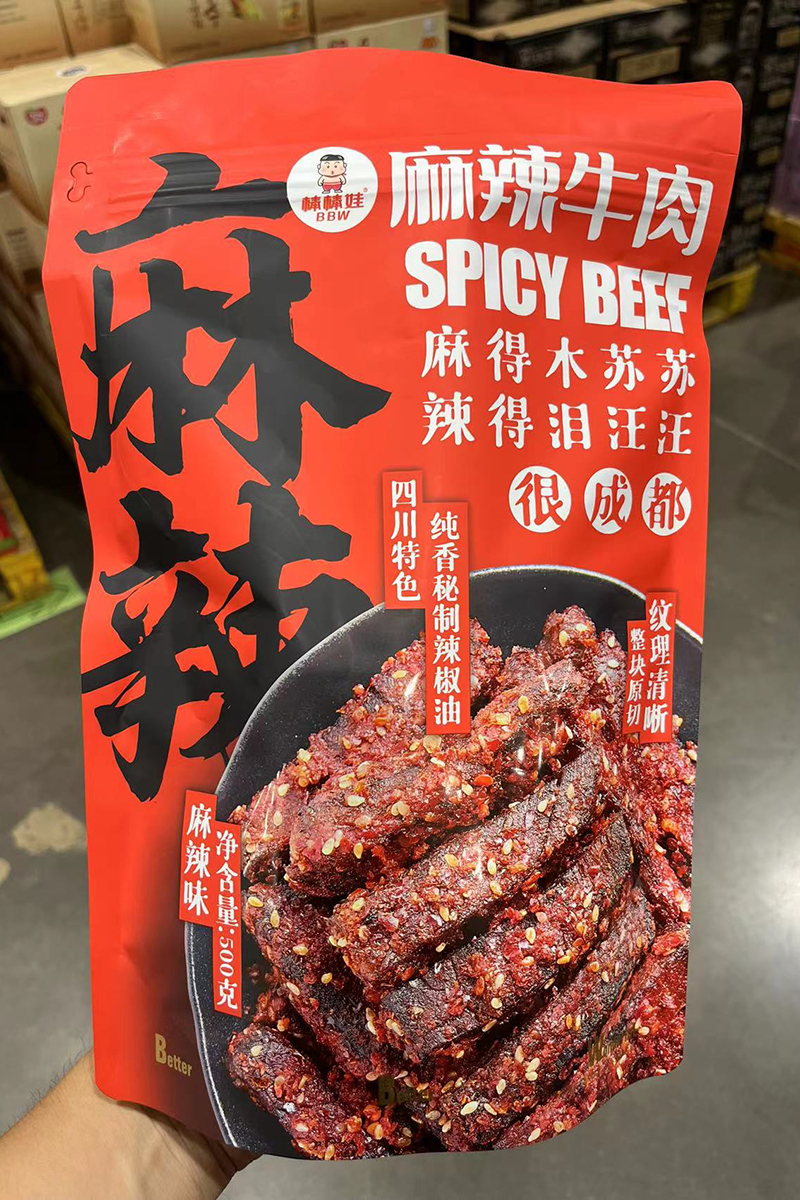 麻辣
棒棒娃®
BBW
麻辣牛肉
SPICY BEEF
麻得木苏苏
辣得泪汪汪
很成都
四川特色
纯香秘制辣椒油
纹理清晰
整块原切
麻辣味
净含量:500克
Better